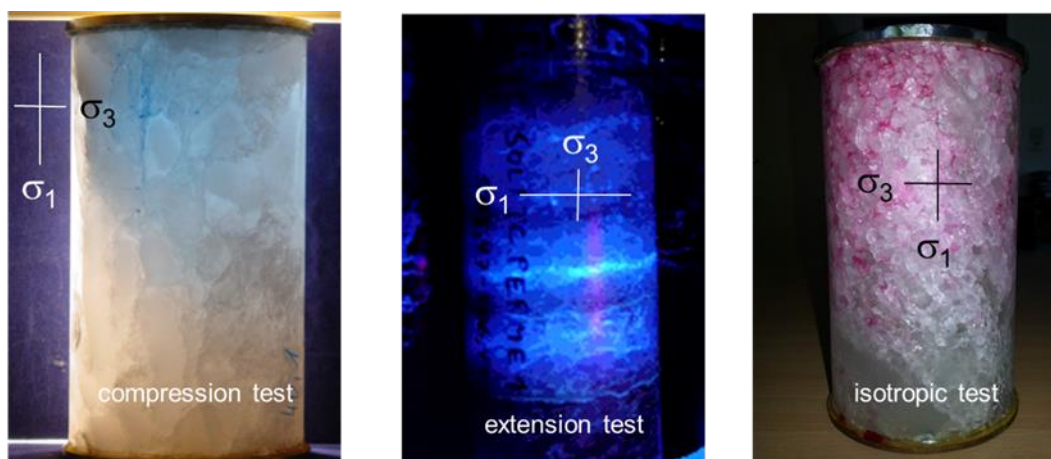 σ3
σ1
compression test
σ3
σ1
extension test
σ3
σ1
isotropic test